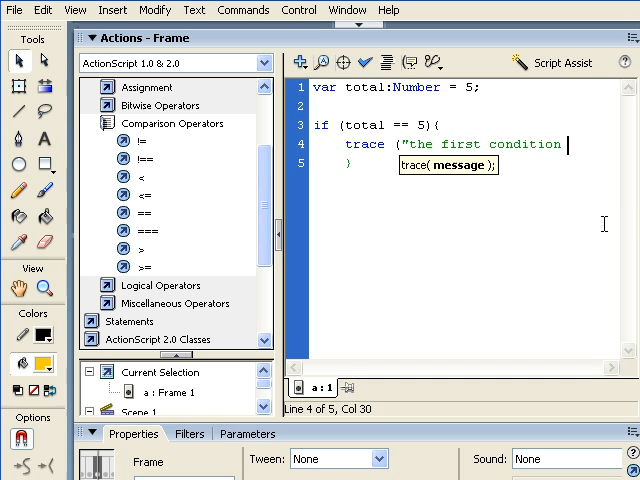 File Edit View Insert Modify Text Commands Control Window Help
Tools
Actions - Frame
ActionScript 1.0 & 2.0
Script Assist
Assignment
Bitwise Operators
Comparison Operators
!=
!==
<
<=
==
===
>
>=
Logical Operators
Miscellaneous Operators
Statements
ActionScript 2.0 Classes
1 var total:Number = 5;
2
3 if (total == 5){
4 trace ("the first condition
trace( message );
5 }
View
Colors
Options
Current Selection
a : Frame 1
Scene 1
a : 1
Line 4 of 5, Col 30
Properties Filters Parameters
Frame
Tween: None
Sound: None